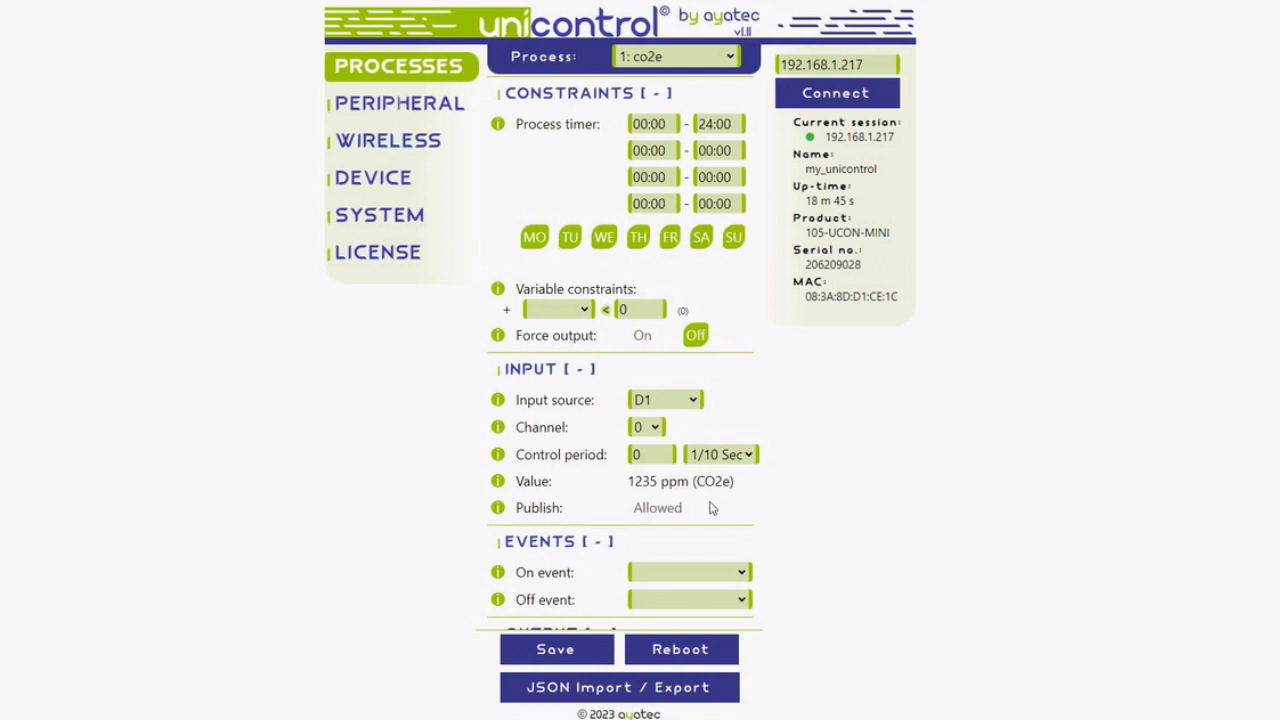 unicontrol© by ayatec
v1.11
Process: 1: co2e
PROCESSES
PERIPHERAL
WIRELESS
DEVICE
SYSTEM
LICENSE
CONSTRAINTS [ - ]
Process timer: 00:00 - 24:00
00:00 - 00:00
00:00 - 00:00
00:00 - 00:00
MO TU WE TH FR SA SU
Variable constraints:
+ < 0 (0)
Force output: On Off
INPUT [ - ]
Input source: D1
Channel: 0
Control period: 0 1/10 Sec
Value: 1235 ppm (CO2e)
Publish: Allowed
EVENTS [ - ]
On event:
Off event:
Save Reboot
JSON Import / Export
© 2023 ayatec
192.168.1.217
Connect
Current session:
192.168.1.217
Name:
my_unicontrol
Up-time:
18 m 45 s
Product:
105-UCON-MINI
Serial no.:
206209028
MAC:
08:3A:8D:D1:CE:1C